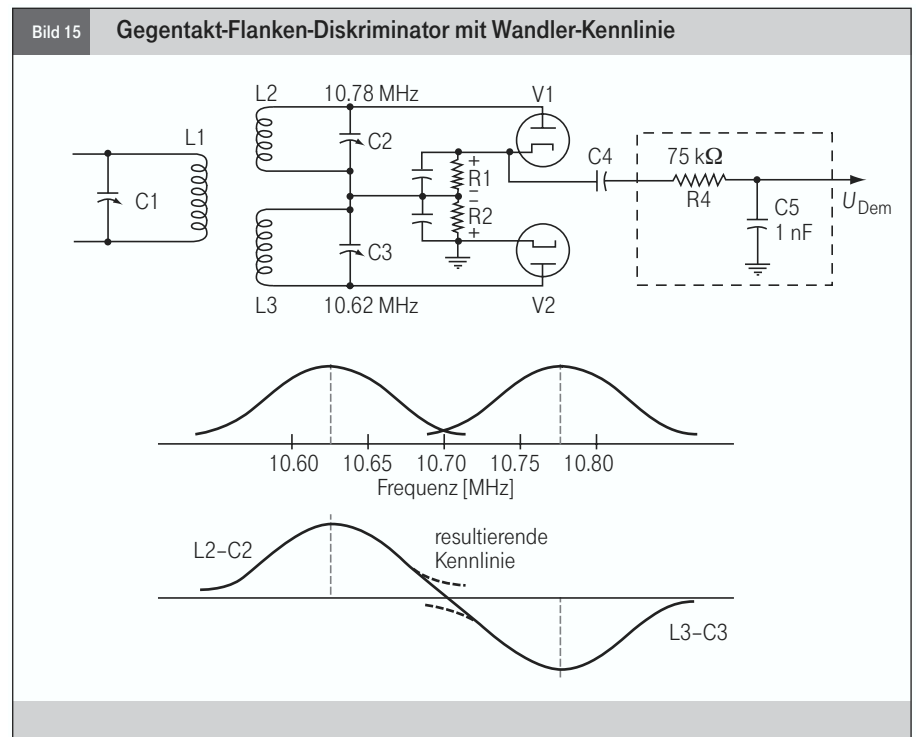 Bild 15 Gegentakt-Flanken-Diskriminator mit Wandler-Kennlinie
L2 10.78 MHz V1
L1 C2 C4 75 kΩ
C1 + R1 R4 C5 U_Dem
− 1 nF
R2
+
C3
L3 10.62 MHz V2
10.60 10.65 10.70 10.75 10.80
Frequenz [MHz]
L2–C2 resultierende
Kennlinie
L3–C3